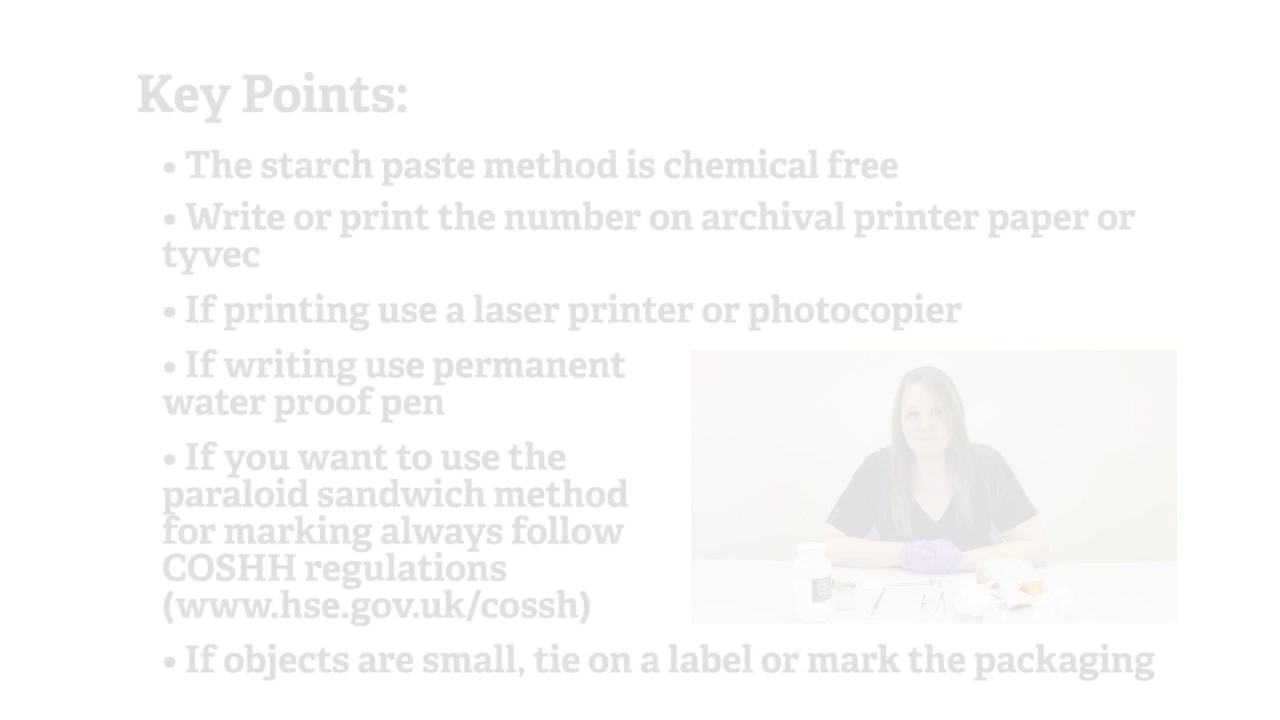 Key Points:
• The starch paste method is chemical free
• Write or print the number on archival printer paper or
tyvec
• If printing use a laser printer or photocopier
• If writing use permanent
water proof pen
• If you want to use the
paraloid sandwich method
for marking always follow
COSHH regulations
(www.hse.gov.uk/cossh)
• If objects are small, tie on a label or mark the packaging